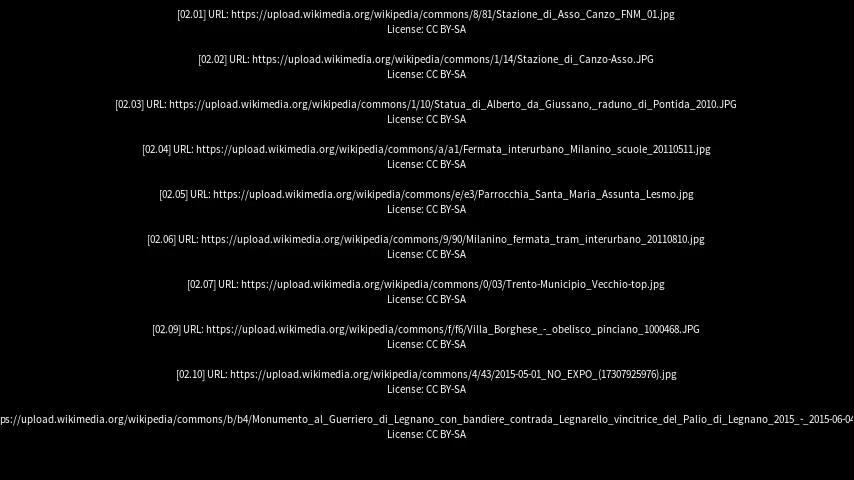 [02.01] URL: https://upload.wikimedia.org/wikipedia/commons/8/81/Stazione_di_Asso_Canzo_FNM_01.jpg
License: CC BY-SA
[02.02] URL: https://upload.wikimedia.org/wikipedia/commons/1/14/Stazione_di_Canzo-Asso.JPG
License: CC BY-SA
[02.03] URL: https://upload.wikimedia.org/wikipedia/commons/1/10/Statua_di_Alberto_da_Giussano,_raduno_di_Pontida_2010.JPG
License: CC BY-SA
[02.04] URL: https://upload.wikimedia.org/wikipedia/commons/a/a1/Fermata_interurbano_Milanino_scuole_20110511.jpg
License: CC BY-SA
[02.05] URL: https://upload.wikimedia.org/wikipedia/commons/e/e3/Parrocchia_Santa_Maria_Assunta_Lesmo.jpg
License: CC BY-SA
[02.06] URL: https://upload.wikimedia.org/wikipedia/commons/9/90/Milanino_fermata_tram_interurbano_20110810.jpg
License: CC BY-SA
[02.07] URL: https://upload.wikimedia.org/wikipedia/commons/0/03/Trento-Municipio_Vecchio-top.jpg
License: CC BY-SA
[02.09] URL: https://upload.wikimedia.org/wikipedia/commons/f/f6/Villa_Borghese_-_obelisco_pinciano_1000468.JPG
License: CC BY-SA
[02.10] URL: https://upload.wikimedia.org/wikipedia/commons/4/43/2015-05-01_NO_EXPO_(17307925976).jpg
License: CC BY-SA
ps://upload.wikimedia.org/wikipedia/commons/b/b4/Monumento_al_Guerriero_di_Legnano_con_bandiere_contrada_Legnarello_vincitrice_del_Palio_di_Legnano_2015_-_2015-06-04
License: CC BY-SA